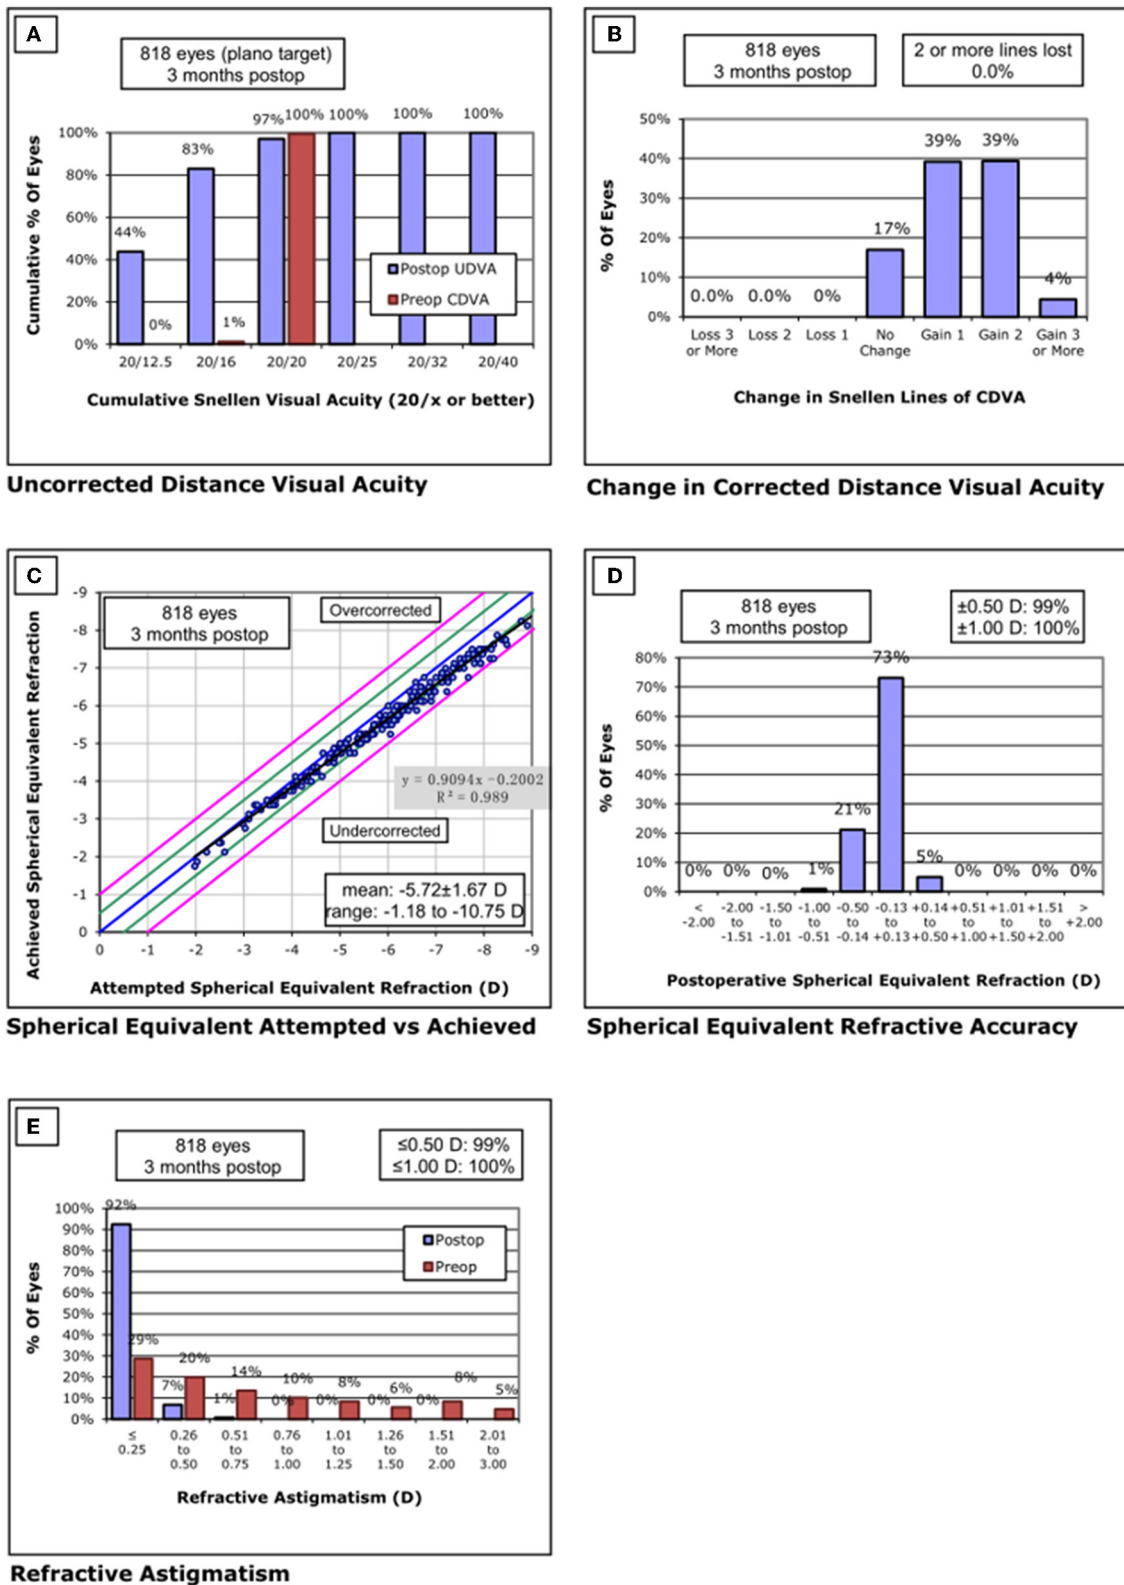 A
818 eyes (plano target)
3 months postop
Cumulative % Of Eyes
100%
80%
60%
40%
20%
0%
44%
0%
83%
1%
97%
100%
100%
100%
100%
Postop UDVA
Preop CDVA
20/12.5 20/16 20/20 20/25 20/32 20/40
Cumulative Snellen Visual Acuity (20/x or better)
Uncorrected Distance Visual Acuity
B
818 eyes
3 months postop
2 or more lines lost
0.0%
% Of Eyes
50%
40%
30%
20%
10%
0%
0.0% 0.0% 0% 17% 39% 39% 4%
Loss 3 or More
Loss 2
Loss 1
No Change
Gain 1
Gain 2
Gain 3 or More
Change in Snellen Lines of CDVA
Change in Corrected Distance Visual Acuity
C
818 eyes
3 months postop
Overcorrected
Achieved Spherical Equivalent Refraction
-9
-8
-7
-6
-5
-4
-3
-2
-1
0
y = 0.9094x -0.2002
R² = 0.989
Undercorrected
mean: -5.72±1.67 D
range: -1.18 to -10.75 D
0 -1 -2 -3 -4 -5 -6 -7 -8 -9
Attempted Spherical Equivalent Refraction (D)
Spherical Equivalent Attempted vs Achieved
D
818 eyes
3 months postop
±0.50 D: 99%
±1.00 D: 100%
% Of Eyes
80%
70%
60%
50%
40%
30%
20%
10%
0%
0% 0% 0% 1% 21% 73% 5% 0% 0% 0% 0%
< -2.00 -1.50 -1.00 -0.50 -0.13 +0.14 +0.51 +1.01 +1.51 >
-2.00 to to to to to to to to to +2.00
-1.51 -1.01 -0.51 -0.14 +0.13 +0.50 +1.00 +1.50 +2.00
Postoperative Spherical Equivalent Refraction (D)
Spherical Equivalent Refractive Accuracy
E
818 eyes
3 months postop
≤0.50 D: 99%
≤1.00 D: 100%
% Of Eyes
100%
90%
80%
70%
60%
50%
40%
30%
20%
10%
0%
92%
29%
7%
20%
1%
14%
0%
10%
0%
8%
0%
6%
0%
8%
5%
Postop
Preop
≤ 0.26 0.51 0.76 1.01 1.26 1.51 2.01
0.25 to to to to to to to
0.50 0.75 1.00 1.25 1.50 2.00 3.00
Refractive Astigmatism (D)
Refractive Astigmatism